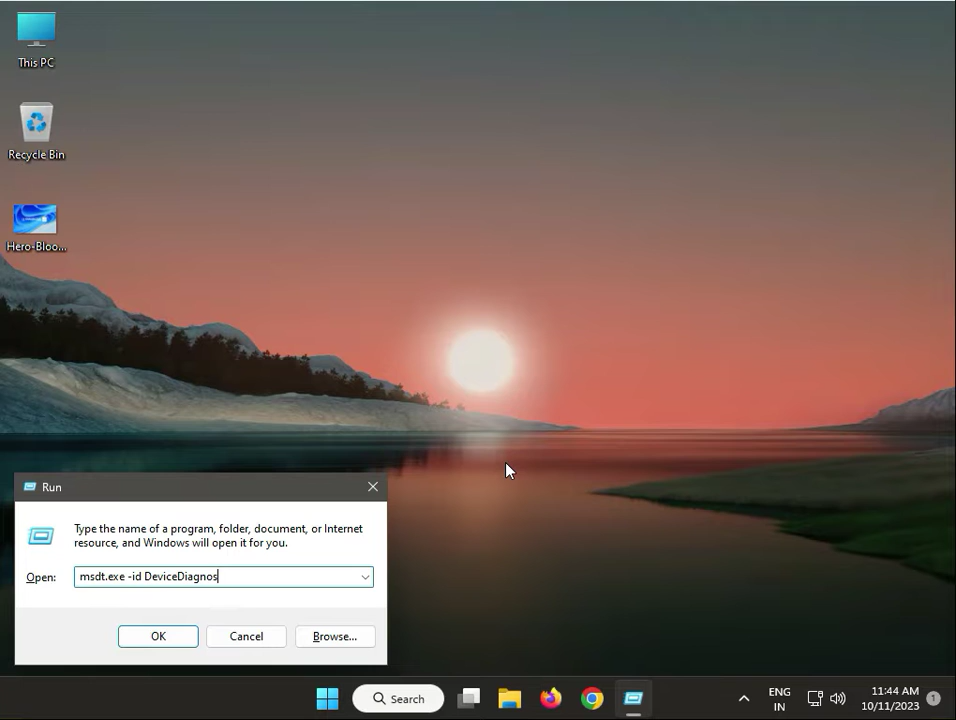 This PC
Recycle Bin
Hero-Bloo...
Run
Type the name of a program, folder, document, or Internet
resource, and Windows will open it for you.
Open:
msdt.exe -id DeviceDiagnos
OK
Cancel
Browse...
Search
ENG
IN
11:44 AM
10/11/2023
1